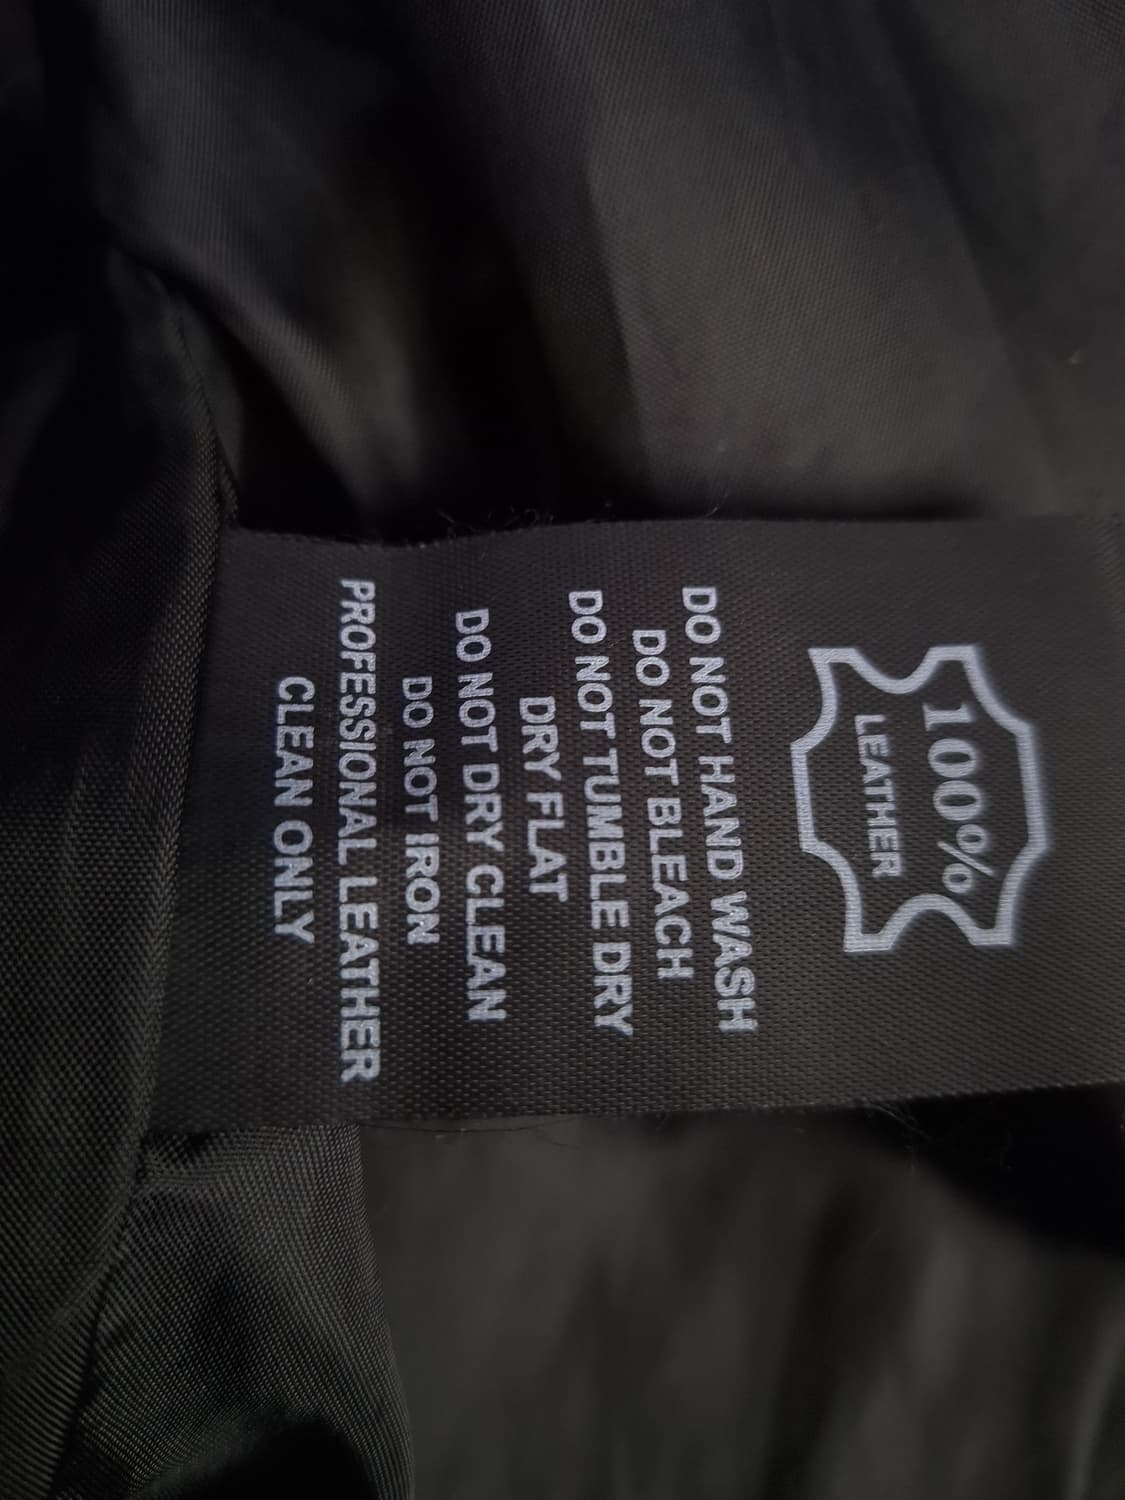 100%
LEATHER
DO NOT HAND WASH
DO NOT BLEACH
DO NOT TUMBLE DRY
DRY FLAT
DO NOT DRY CLEAN
DO NOT IRON
PROFESSIONAL LEATHER
CLEAN ONLY